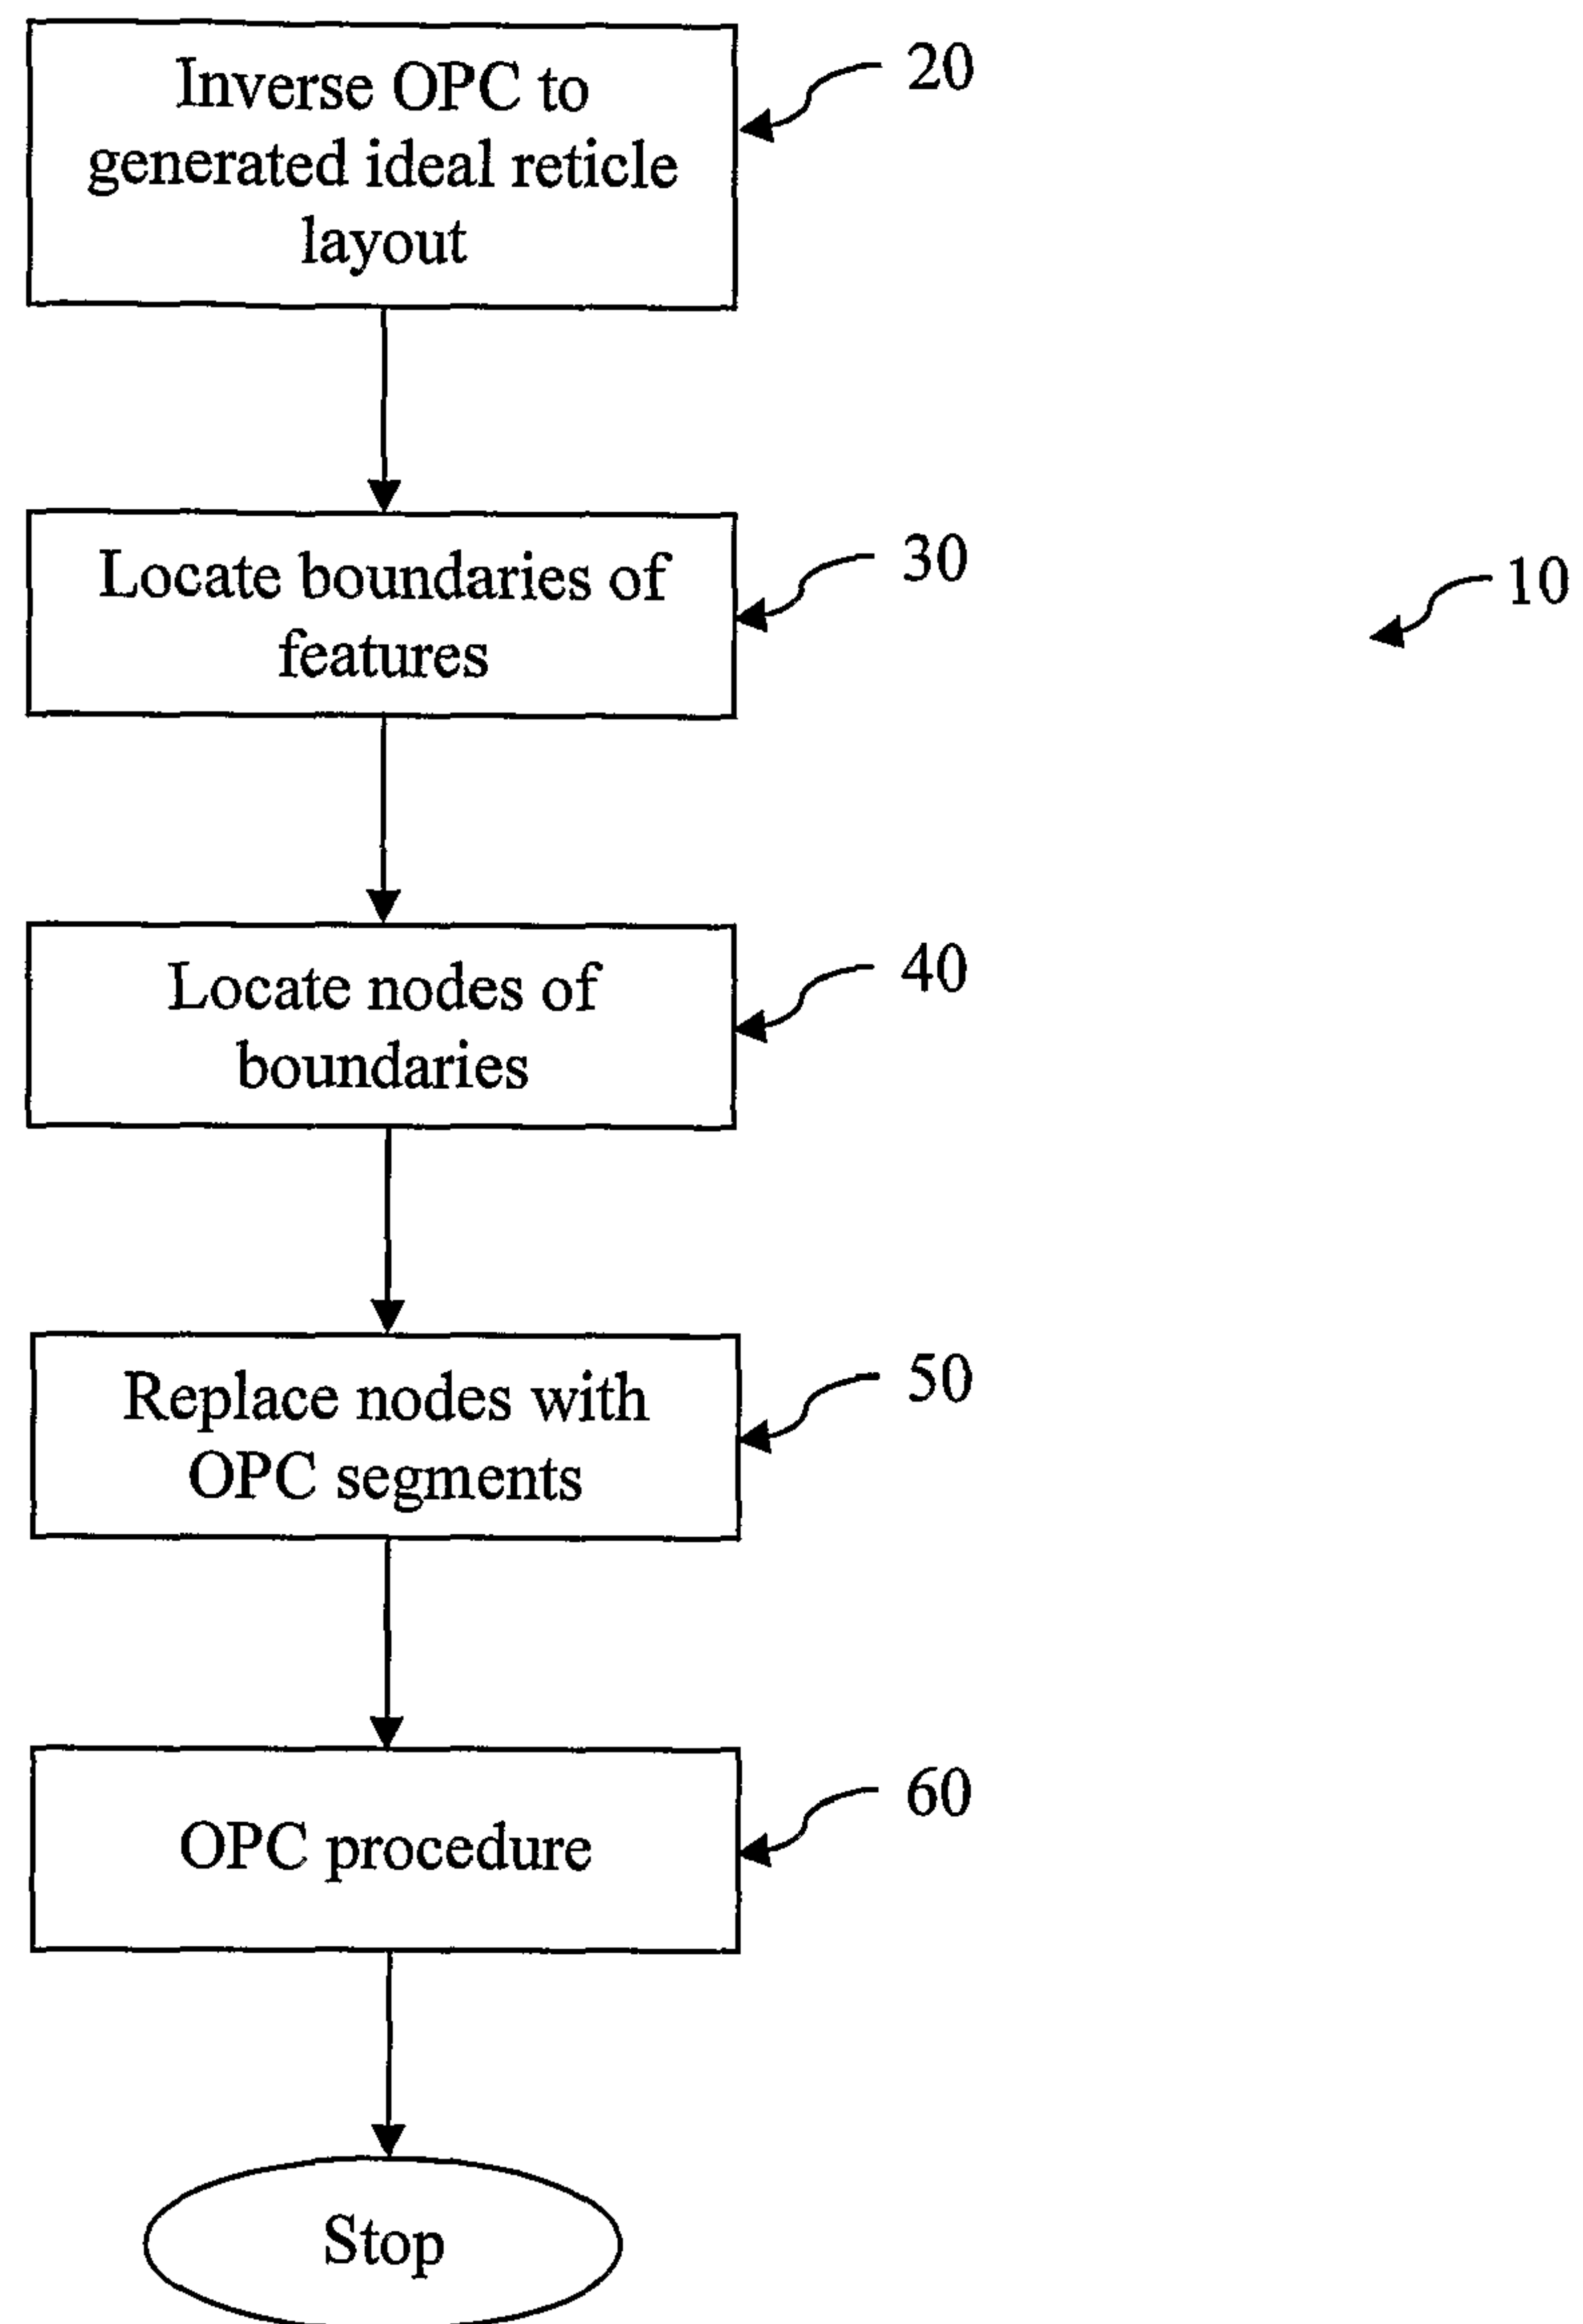 Inverse OPC to
generated ideal reticle
layout
20
Locate boundaries of
features
30
10
Locate nodes of
boundaries
40
Replace nodes with
OPC segments
50
OPC procedure
60
Stop